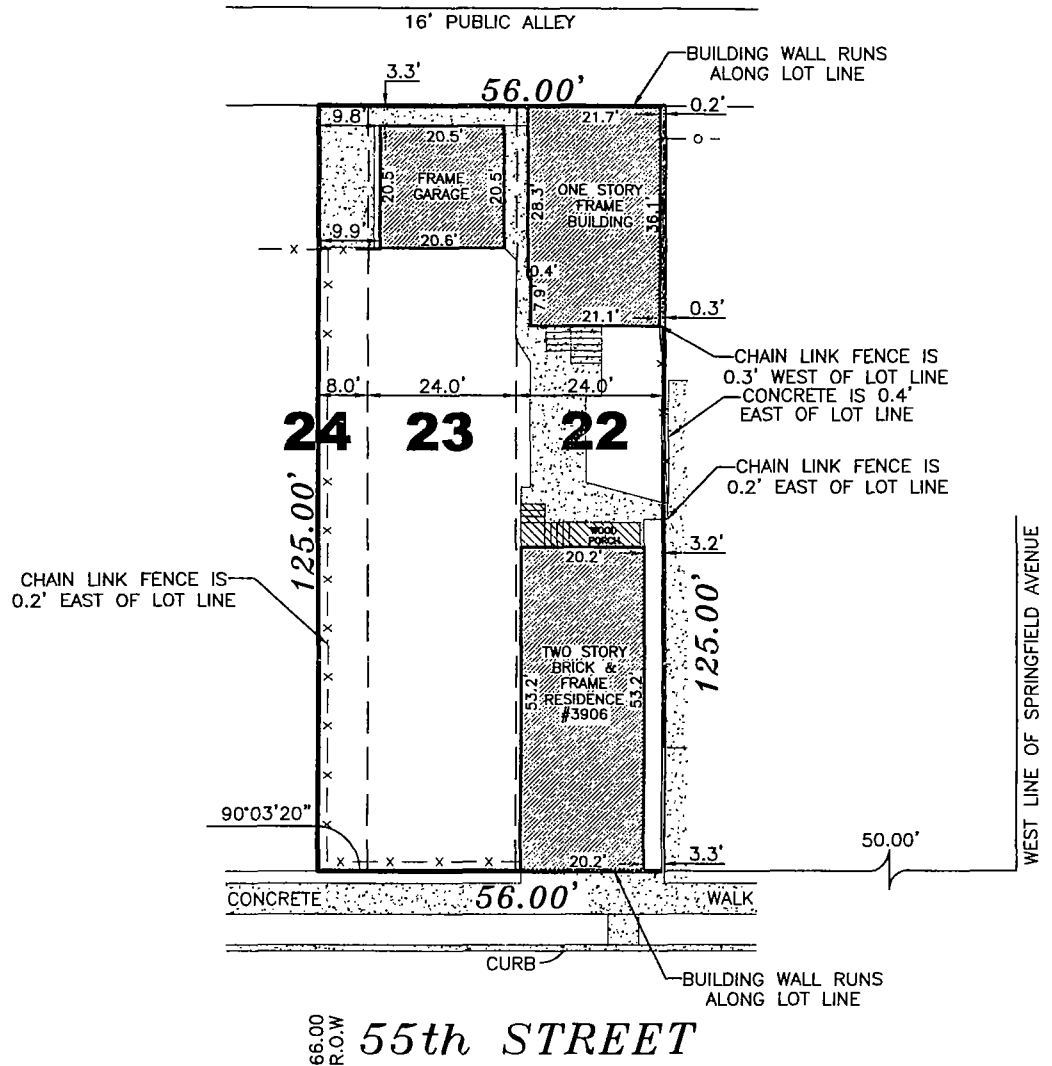 16' PUBLIC ALLEY
BUILDING WALL RUNS
ALONG LOT LINE
3.3'
56.00'
0.2'
9.8'
21.7'
20.5'
FRAME
GARAGE
20.5'
20.5'
28.3'
ONE STORY
FRAME
BUILDING
36.1'
9.9'
20.6'
0.4'
7.9'
21.1'
0.3'
CHAIN LINK FENCE IS
0.3' WEST OF LOT LINE
CONCRETE IS 0.4'
EAST OF LOT LINE
8.0'
24.0'
24.0'
24
23
22
CHAIN LINK FENCE IS
0.2' EAST OF LOT LINE
125.00'
WOOD
PORCH
20.2'
3.2'
CHAIN LINK FENCE IS
0.2' EAST OF LOT LINE
125.00'
TWO STORY
BRICK &
FRAME
RESIDENCE
#3906
53.2'
53.2'
WEST LINE OF SPRINGFIELD AVENUE
90°03'20"
50.00'
20.2'
3.3'
CONCRETE
56.00'
WALK
CURB
BUILDING WALL RUNS
ALONG LOT LINE
66.00
R.O.W
55th STREET